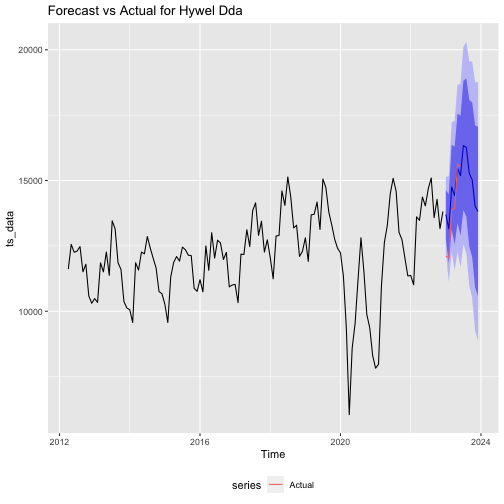 Forecast vs Actual for Hywel Dda
20000
15000
10000
ts_data
2012
2016
2020
2024
Time
series
Actual